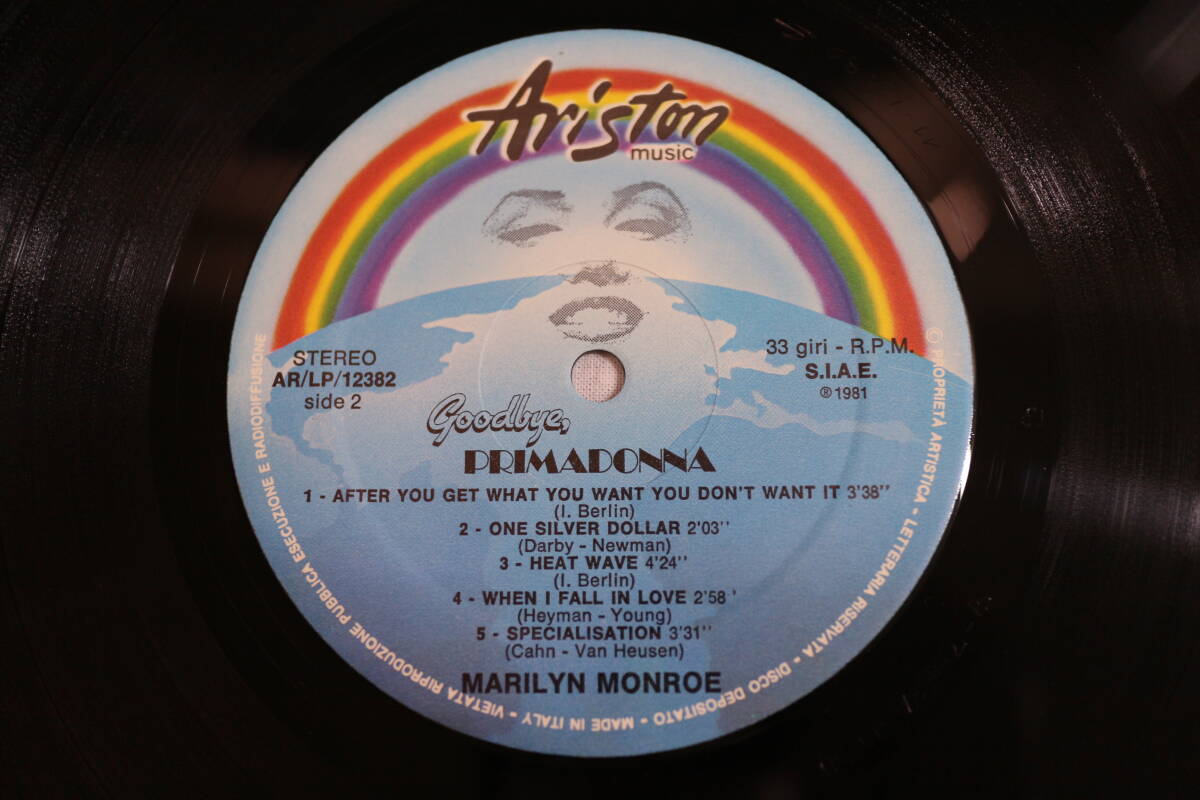 Ariston
music
STEREO
AR/LP/12382
side 2
33 giri - R.P.M.
S.I.A.E.
℗ 1981
Goodbye,
PRIMADONNA
1 - AFTER YOU GET WHAT YOU WANT YOU DON'T WANT IT 3'38''
(I. Berlin)
2 - ONE SILVER DOLLAR 2'03''
(Darby - Newman)
3 - HEAT WAVE 4'24''
(I. Berlin)
4 - WHEN I FALL IN LOVE 2'58'
(Heyman - Young)
5 - SPECIALISATION 3'31''
(Cahn - Van Heusen)
MARILYN MONROE
© PROPRIETÀ ARTISTICA - LETTERARIA RISERVATA - DISCO DEPOSITATO - MADE IN ITALY - VIETATA RIPRODUZIONE PUBBLICA ESECUZIONE E RADIODIFFUSIONE